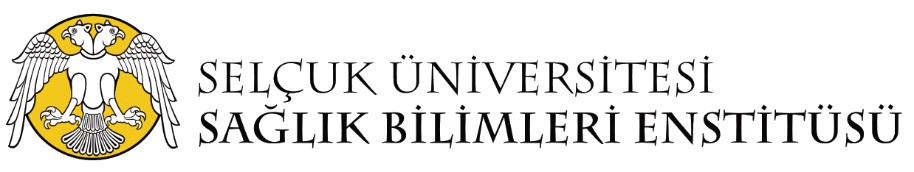 SELÇUK ÜNİVERSİTESİ
SAĞLIK BİLİMLERİ ENSTİTÜSÜ